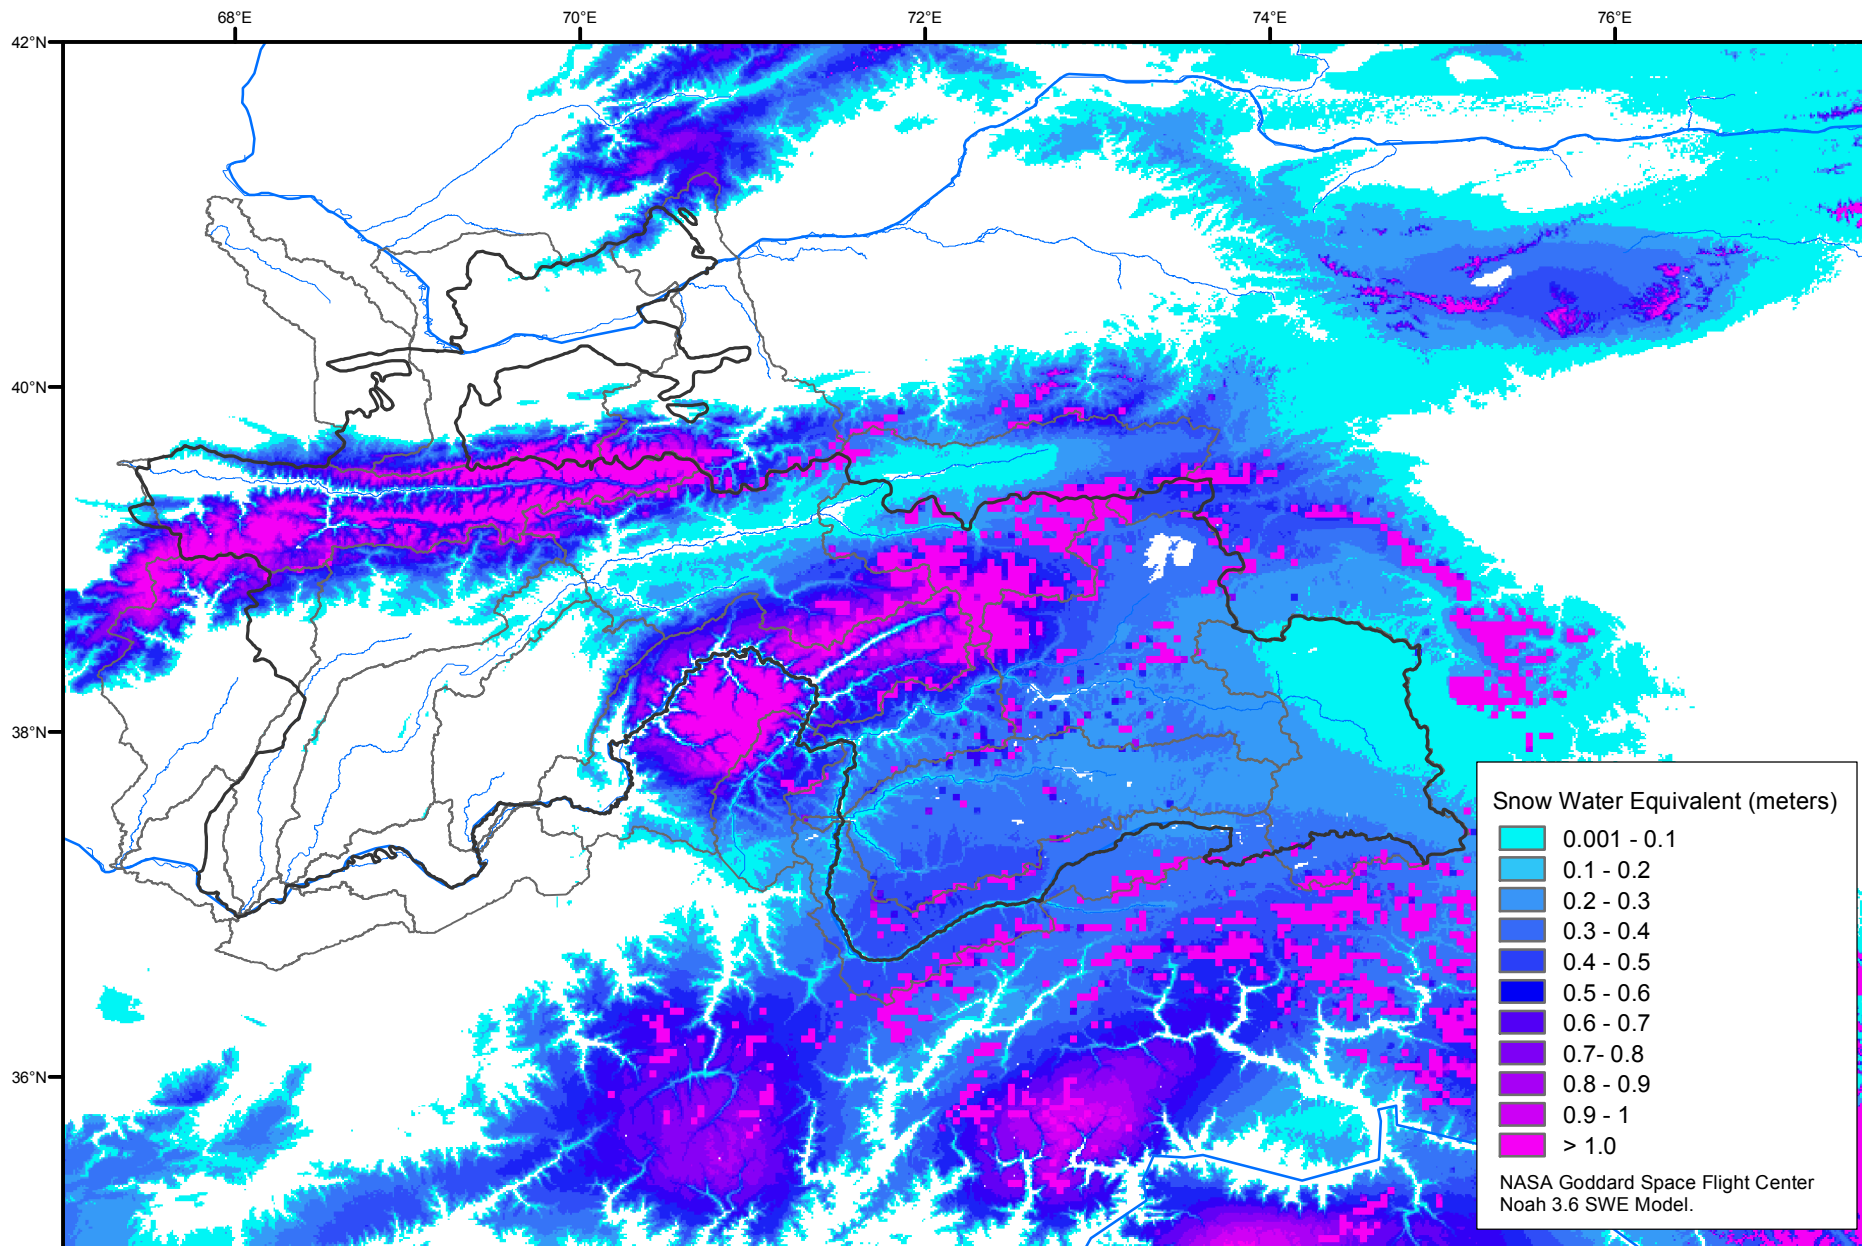 68°E
70°E
72°E
74°E
76°E
42°N
40°N
38°N
36°N
Snow Water Equivalent (meters)
0.001 - 0.1
0.1 - 0.2
0.2 - 0.3
0.3 - 0.4
0.4 - 0.5
0.5 - 0.6
0.6 - 0.7
0.7- 0.8
0.8 - 0.9
0.9 - 1
> 1.0
NASA Goddard Space Flight Center
Noah 3.6 SWE Model.